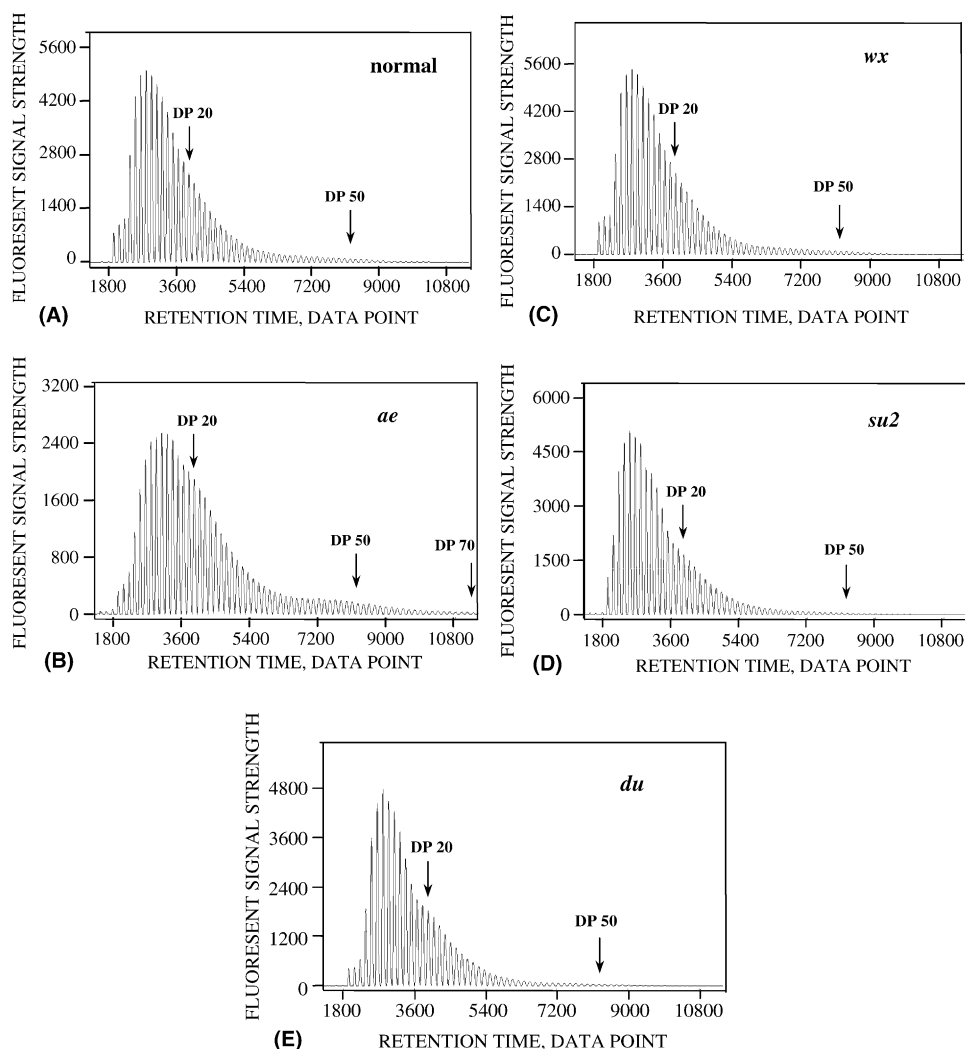 FLUORESENT SIGNAL STRENGTH
5600
4200
2800
1400
0
normal
DP 20
DP 50
1800 3600 5400 7200 9000 10800
(A) RETENTION TIME, DATA POINT
FLUORESENT SIGNAL STRENGTH
5600
4200
2800
1400
0
wx
DP 20
DP 50
1800 3600 5400 7200 9000 10800
(C) RETENTION TIME, DATA POINT
FLUORESENT SIGNAL STRENGTH
3200
2400
1600
800
0
ae
DP 20
DP 50
DP 70
1800 3600 5400 7200 9000 10800
(B) RETENTION TIME, DATA POINT
FLUORESENT SIGNAL STRENGTH
6000
4500
3000
1500
0
su2
DP 20
DP 50
1800 3600 5400 7200 9000 10800
(D) RETENTION TIME, DATA POINT
FLUORESENT SIGNAL STRENGTH
4800
3600
2400
1200
0
du
DP 20
DP 50
1800 3600 5400 7200 9000 10800
(E) RETENTION TIME, DATA POINT